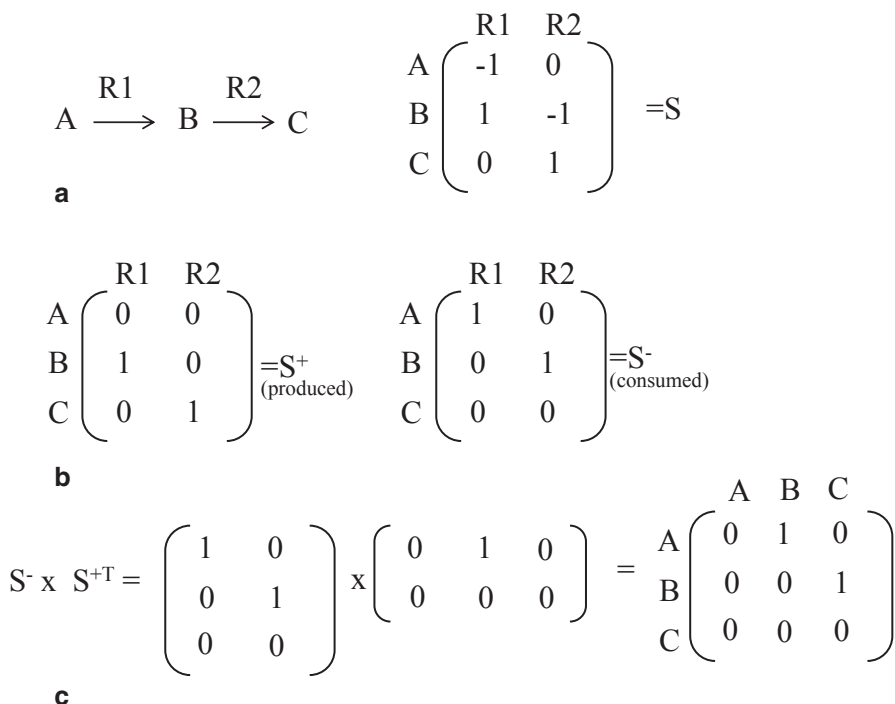 R1 R2
A → B → C
a
R1 R2
A -1 0
B 1 -1 =S
C 0 1
R1 R2
A 0 0
B 1 0 =S⁺
(produced)
C 0 1
R1 R2
A 1 0
B 0 1 =S⁻
(consumed)
C 0 0
b
S⁻ x S⁺ᵀ = 1 0 x 0 1 0 = A B C
0 1 0 0 0 A 0 1 0
0 0 B 0 0 1
C 0 0 0
c